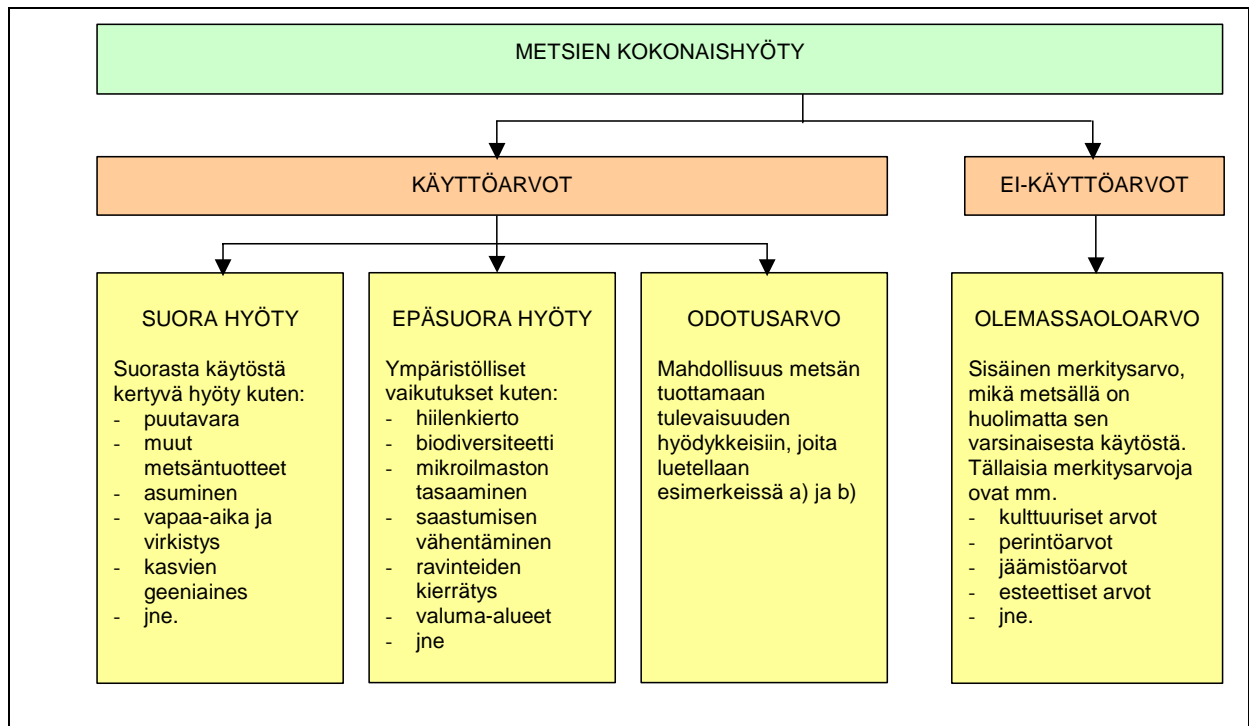 METSIEN KOKONAISHYÖTY
KÄYTTÖARVOT
EI-KÄYTTÖARVOT
SUORA HYÖTY
Suorasta käytöstä
kertyvä hyöty kuten:
- puutavara
- muut
metsäntuotteet
- asuminen
- vapaa-aika ja
virkistys
- kasvien
geeniaines
- jne.
EPÄSUORA HYÖTY
Ympäristölliset
vaikutukset kuten:
- hiilenkierto
- biodiversiteetti
- mikroilmaston
tasaaminen
- saastumisen
vähentäminen
- ravinteiden
kierrätys
- valuma-alueet
- jne
ODOTUSARVO
Mahdollisuus metsän
tuottamaan
tulevaisuuden
hyödykkeisiin, joita
luetellaan
esimerkeissä a) ja b)
OLEMASSAOLOARVO
Sisäinen merkitysarvo,
mikä metsällä on
huolimatta sen
varsinaisesta käytöstä.
Tällaisia merkitysarvoja
ovat mm.
- kulttuuriset arvot
- perintöarvot
- jäämistöarvot
- esteettiset arvot
- jne.